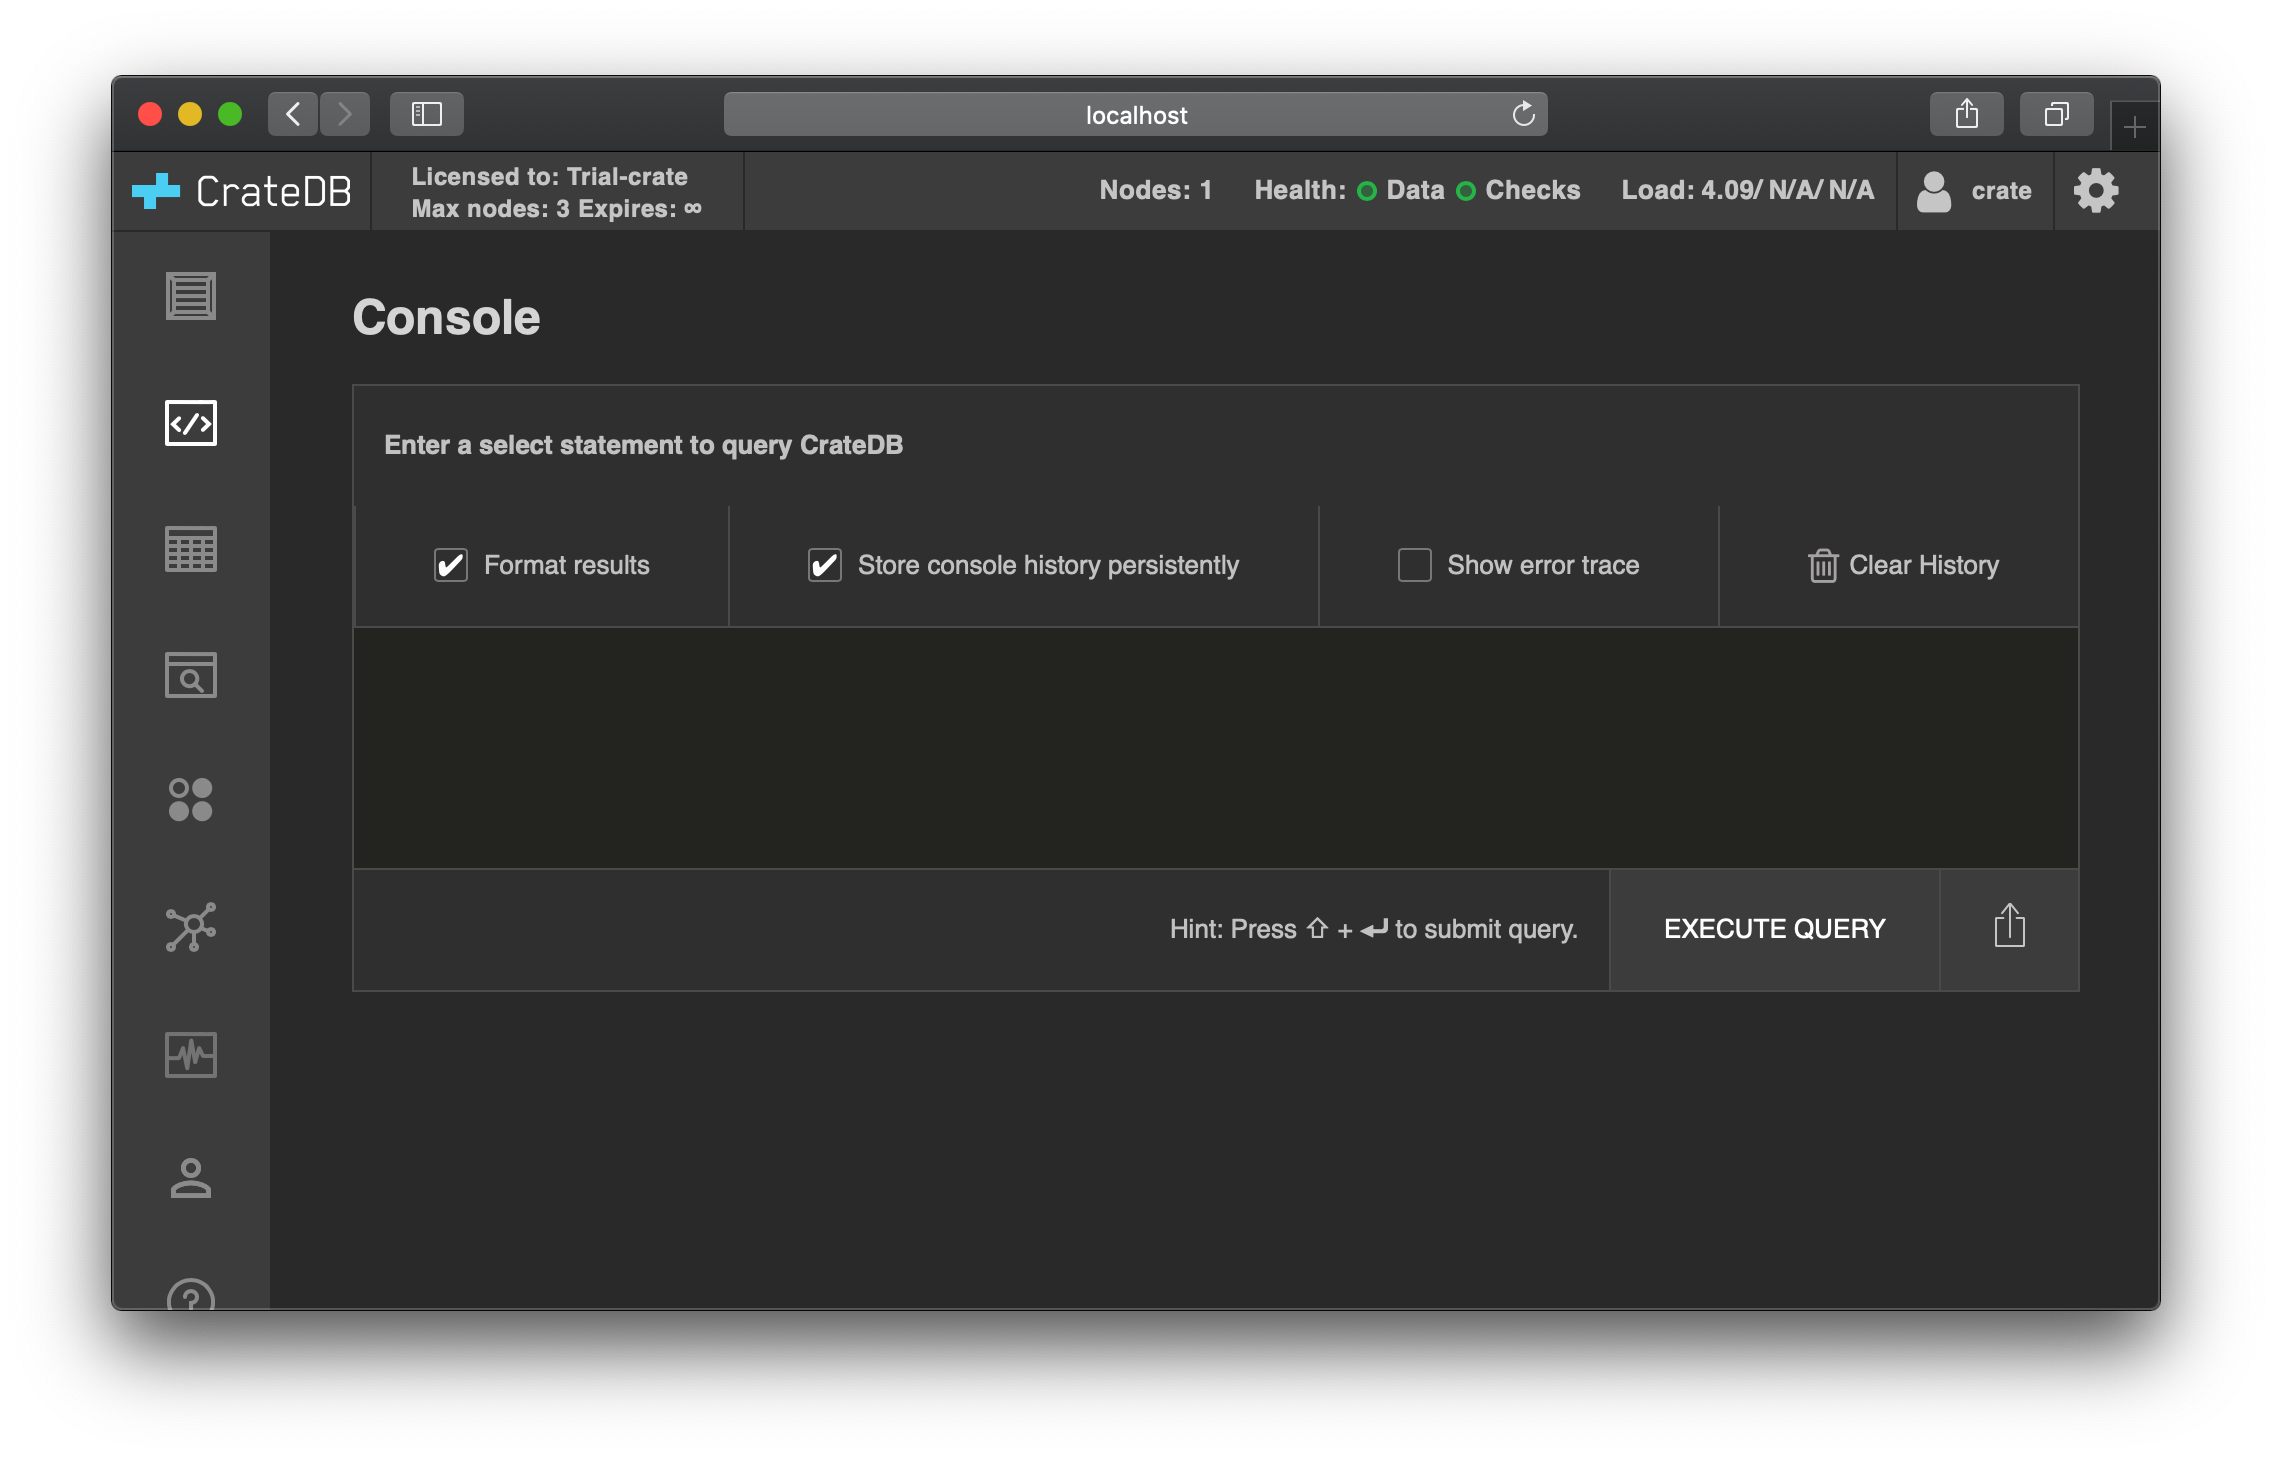 localhost
CrateDB
Licensed to: Trial-crate
Max nodes: 3 Expires: ∞
Nodes: 1 Health: Data Checks Load: 4.09/ N/A/ N/A
crate
Console
Enter a select statement to query CrateDB
Format results
Store console history persistently
Show error trace
Clear History
Hint: Press ⇧ + ↵ to submit query.
EXECUTE QUERY